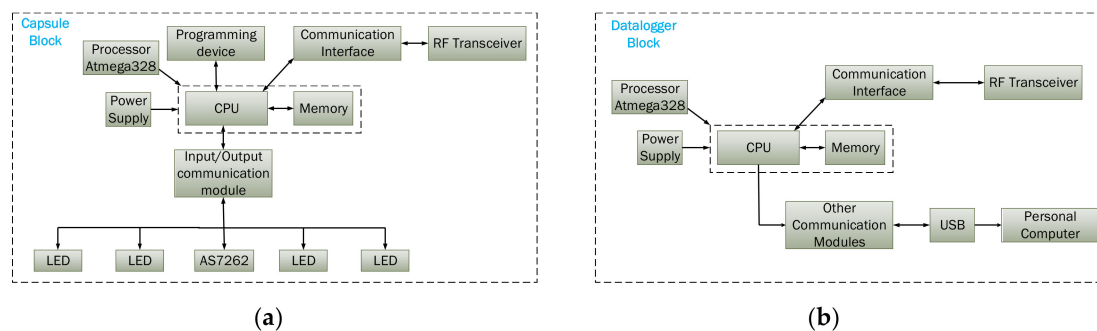 Capsule
Block
Processor
Atmega328
Programming
device
Communication
Interface
RF Transceiver
Power
Supply
CPU
Memory
Input/Output
communication
module
LED
LED
AS7262
LED
LED
(a)
Datalogger
Block
Processor
Atmega328
Communication
Interface
RF Transceiver
Power
Supply
CPU
Memory
Other
Communication
Modules
USB
Personal
Computer
(b)